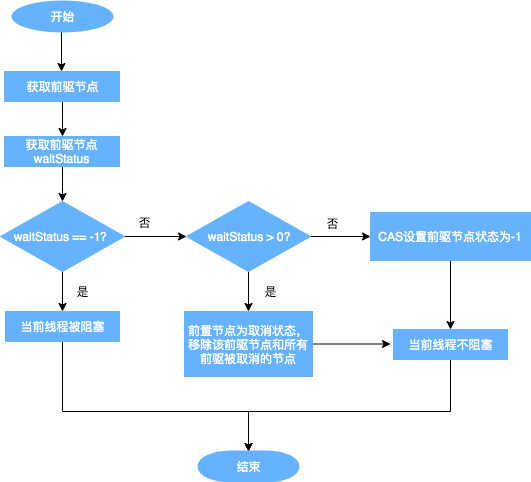 开始
获取前驱节点
获取前驱节点
waitStatus
waitStatus == -1?
否
waitStatus > 0?
否
CAS设置前驱节点状态为-1
是
是
当前线程被阻塞
前置节点为取消状态，
移除该前驱节点和所有
前驱被取消的节点
当前线程不阻塞
结束